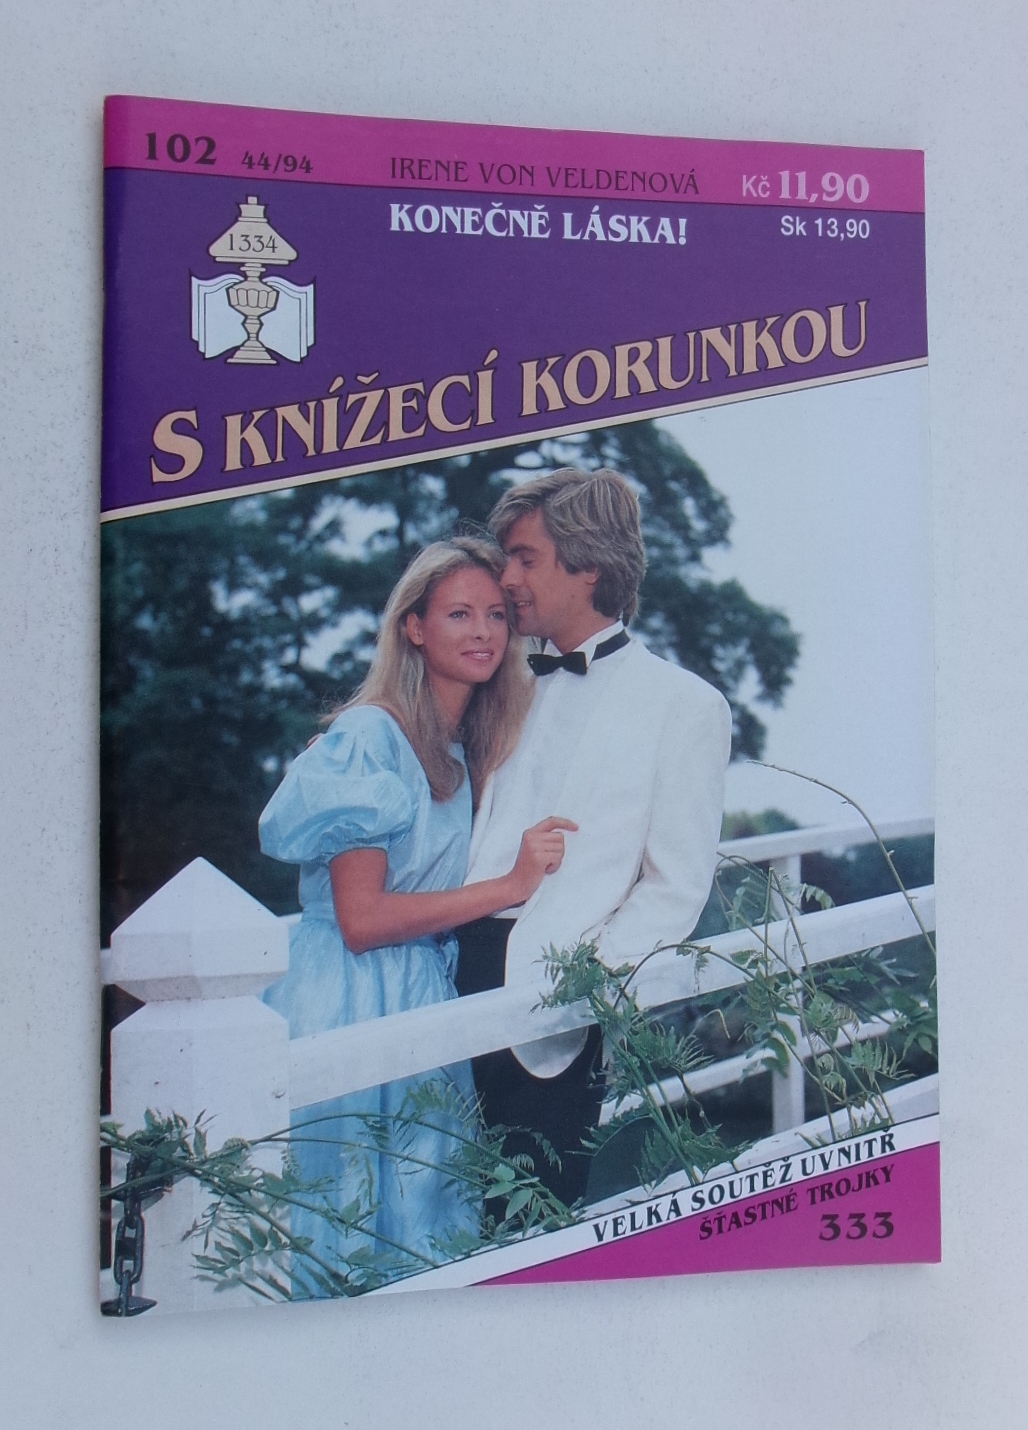 102 44/94
IRENE VON VELDENOVÁ
Kč 11,90
KONEČNĚ LÁSKA!
Sk 13,90
1334
S KNÍŽECÍ KORUNKOU
VELKÁ SOUTĚŽ UVNITŘ
ŠŤASTNÉ TROJKY
333